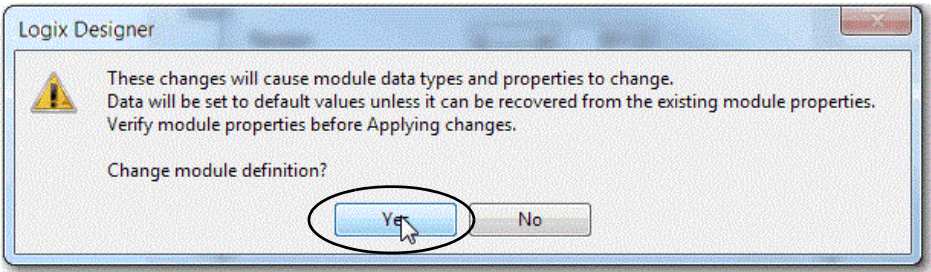 Logix Designer
These changes will cause module data types and properties to change.
Data will be set to default values unless it can be recovered from the existing module properties.
Verify module properties before Applying changes.
Change module definition?
Yes
No